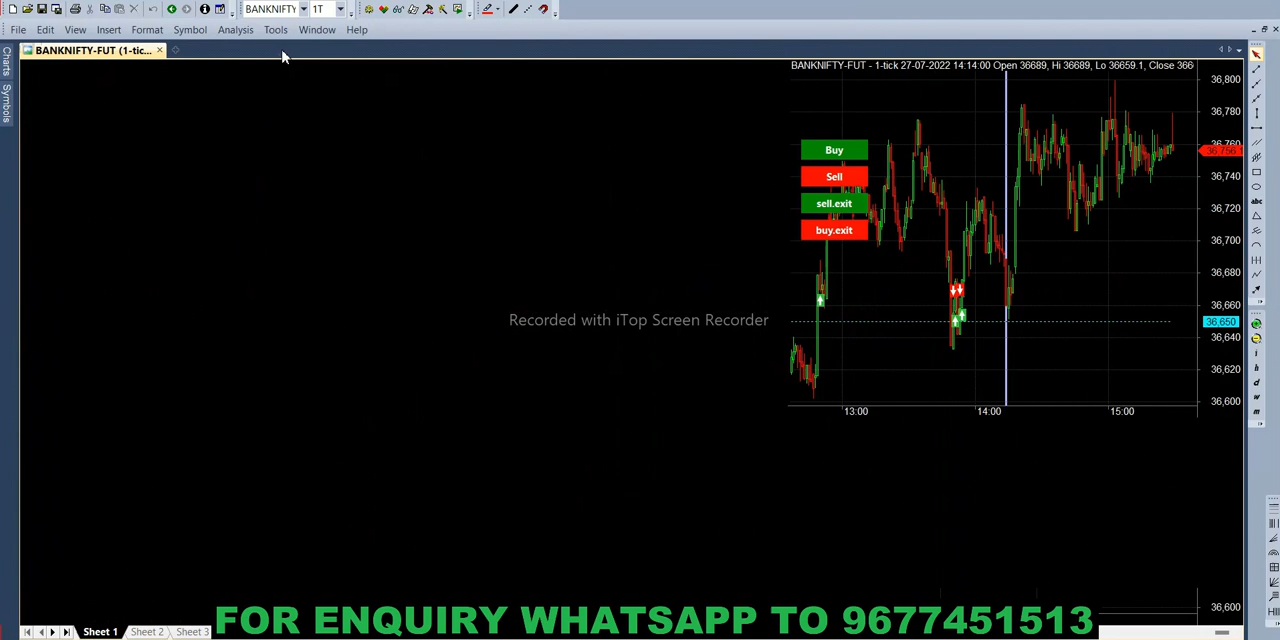 BANKNIFTY
1T
File Edit View Insert Format Symbol Analysis Tools Window Help
BANKNIFTY-FUT (1-tic...
Charts
Symbols
BANKNIFTY-FUT - 1-tick 27-07-2022 14:14:00 Open 36689, Hi 36689, Lo 36659.1, Close 366
36,800
36,780
36,760
36,740
36,720
36,700
36,680
36,660
36,650
36,640
36,620
36,600
Buy
Sell
sell.exit
buy.exit
13:00 14:00 15:00
Recorded with iTop Screen Recorder
abc
i
h
d
w
m
36,600
FOR ENQUIRY WHATSAPP TO 9677451513
Sheet 1 Sheet 2 Sheet 3